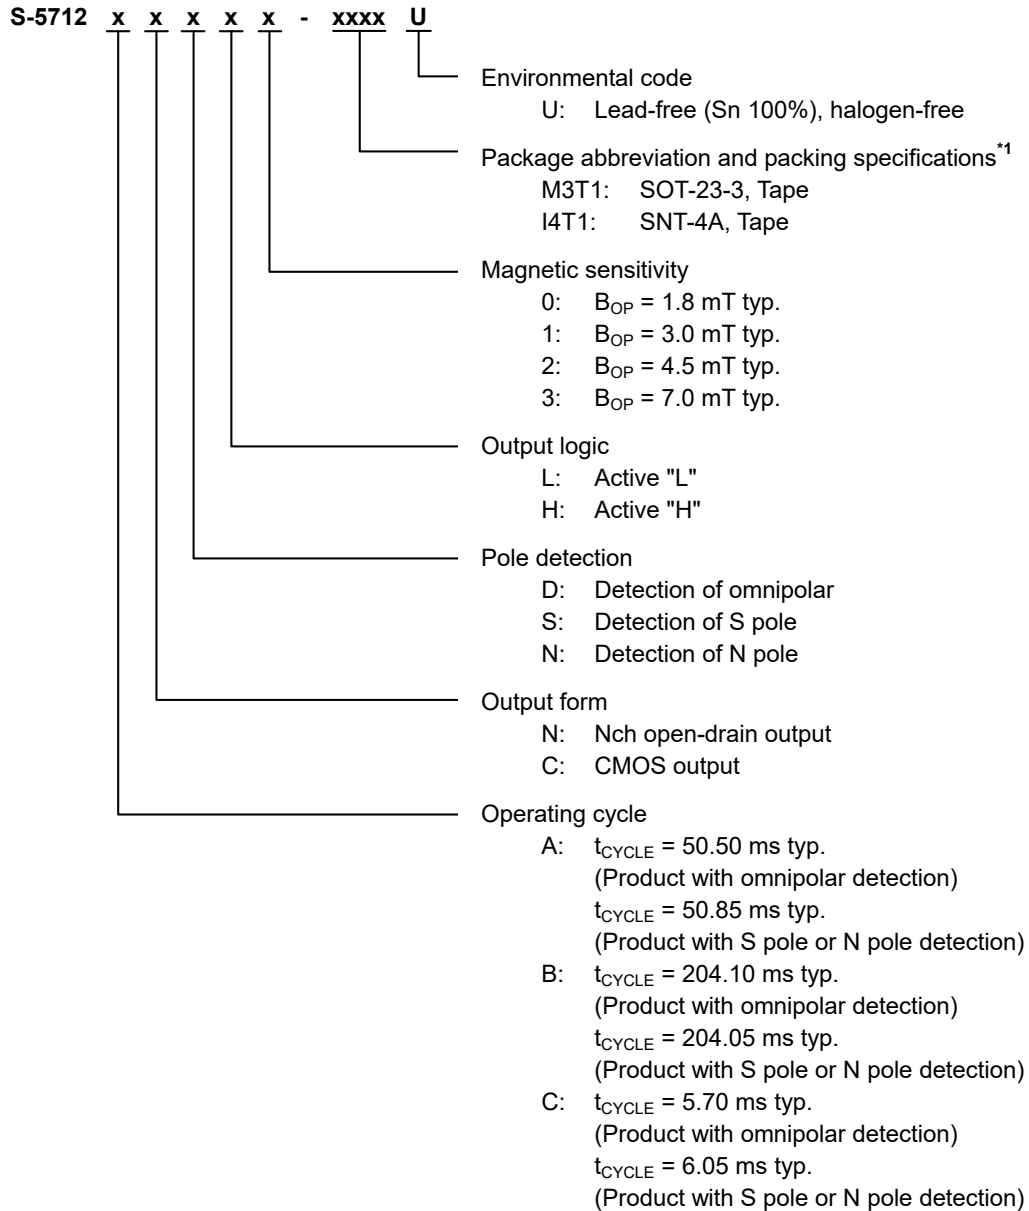 S-5712 x x x x x - xxxx U
Environmental code
U: Lead-free (Sn 100%), halogen-free
Package abbreviation and packing specifications*1
M3T1: SOT-23-3, Tape
I4T1: SNT-4A, Tape
Magnetic sensitivity
0: BOP = 1.8 mT typ.
1: BOP = 3.0 mT typ.
2: BOP = 4.5 mT typ.
3: BOP = 7.0 mT typ.
Output logic
L: Active "L"
H: Active "H"
Pole detection
D: Detection of omnipolar
S: Detection of S pole
N: Detection of N pole
Output form
N: Nch open-drain output
C: CMOS output
Operating cycle
A: tCYCLE = 50.50 ms typ.
(Product with omnipolar detection)
tCYCLE = 50.85 ms typ.
(Product with S pole or N pole detection)
B: tCYCLE = 204.10 ms typ.
(Product with omnipolar detection)
tCYCLE = 204.05 ms typ.
(Product with S pole or N pole detection)
C: tCYCLE = 5.70 ms typ.
(Product with omnipolar detection)
tCYCLE = 6.05 ms typ.
(Product with S pole or N pole detection)